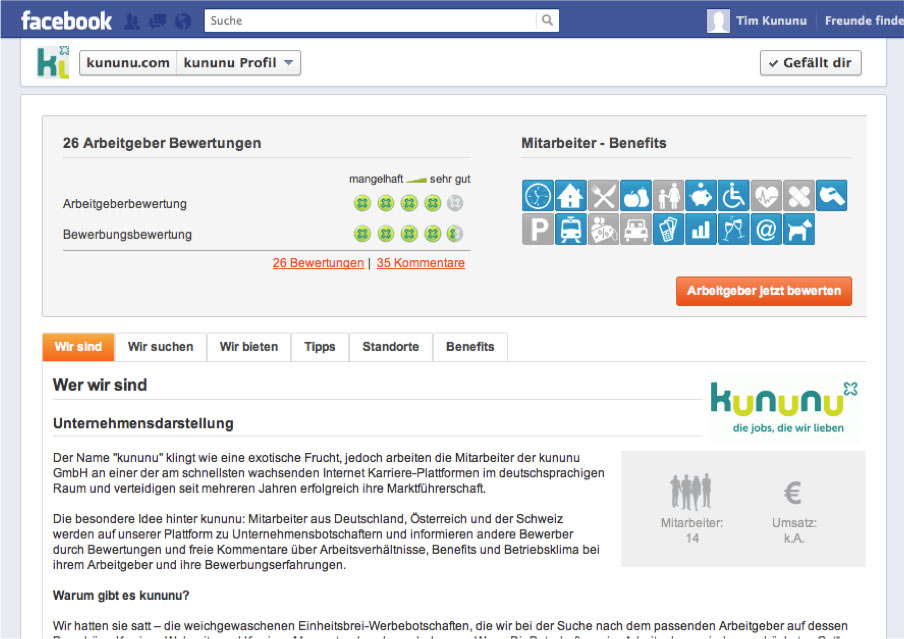 facebook
Suche
Tim Kununu
Freunde finde
ku
kununu.com
kununu Profil
✓ Gefällt dir
26 Arbeitgeber Bewertungen
mangelhaft sehr gut
Arbeitgeberbewertung
Bewerbungsbewertung
26 Bewertungen | 35 Kommentare
Mitarbeiter - Benefits
P
@
Arbeitgeber jetzt bewerten
Wir sind
Wir suchen
Wir bieten
Tipps
Standorte
Benefits
Wer wir sind
kununu
die jobs, die wir lieben
Unternehmensdarstellung
Der Name "kununu" klingt wie eine exotische Frucht, jedoch arbeiten die Mitarbeiter der kununu
GmbH an einer der am schnellsten wachsenden Internet Karriere-Plattformen im deutschsprachigen
Raum und verteidigen seit mehreren Jahren erfolgreich ihre Marktführerschaft.
Die besondere Idee hinter kununu: Mitarbeiter aus Deutschland, Österreich und der Schweiz
werden auf unserer Plattform zu Unternehmensbotschaftern und informieren andere Bewerber
durch Bewertungen und freie Kommentare über Arbeitsverhältnisse, Benefits und Betriebsklima bei
ihrem Arbeitgeber und ihre Bewerbungserfahrungen.
€
Mitarbeiter:
14
Umsatz:
k.A.
Warum gibt es kununu?
Wir hatten sie satt – die weichgewaschenen Einheitsbrei-Werbebotschaften, die wir bei der Suche nach dem passenden Arbeitgeber auf dessen